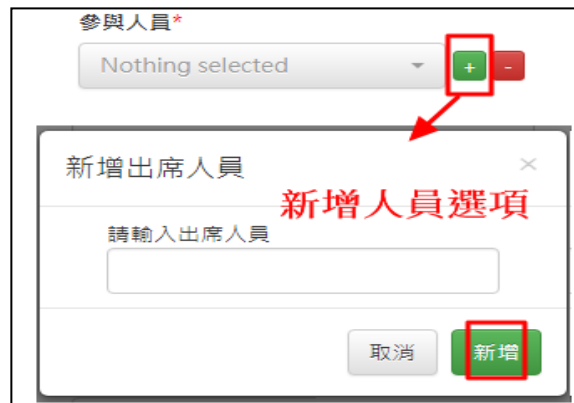 參與人員*
Nothing selected
+ -
新增出席人員 ×
新增人員選項
請輸入出席人員
取消 新增